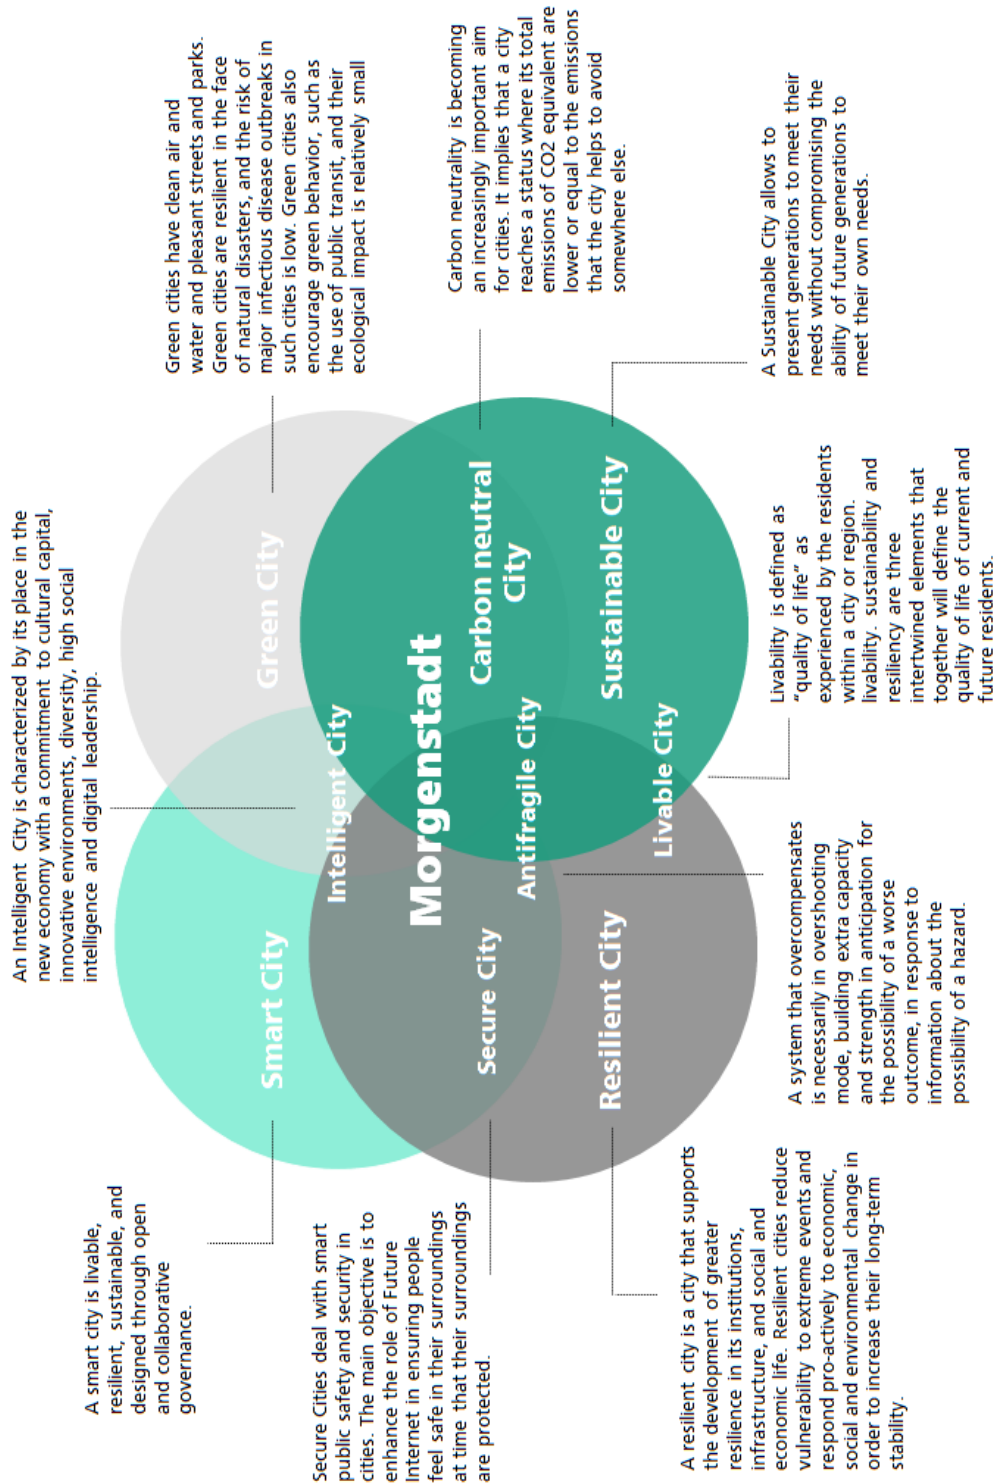 A smart city is livable,
resilient, sustainable, and
designed through open
and collaborative
governance.
An Intelligent City is characterized by its place in the
new economy with a commitment to cultural capital,
innovative environments, diversity, high social
intelligence and digital leadership.
Green cities have clean air and
water and pleasant streets and parks.
Green cities are resilient in the face
of natural disasters, and the risk of
major infectious disease outbreaks in
such cities is low. Green cities also
encourage green behavior, such as
the use of public transit, and their
ecological impact is relatively small
Smart City
Green City
Intelligent City
Morgenstadt
Secure City
Antifragile City
Carbon neutral
City
Resilient City
Livable City
Sustainable City
Secure Cities deal with smart
public safety and security in
cities. The main objective is to
enhance the role of Future
Internet in ensuring people
feel safe in their surroundings
at time that their surroundings
are protected.
Carbon neutrality is becoming
an increasingly important aim
for cities. It implies that a city
reaches a status where its total
emissions of CO2 equivalent are
lower or equal to the emissions
that the city helps to avoid
somewhere else.
A resilient city is a city that supports
the development of greater
resilience in its institutions,
infrastructure, and social and
economic life. Resilient cities reduce
vulnerability to extreme events and
respond pro-actively to economic,
social and environmental change in
order to increase their long-term
stability.
A system that overcompensates
is necessarily in overshooting
mode, building extra capacity
and strength in anticipation for
the possibility of a worse
outcome, in response to
information about the
possibility of a hazard.
Livability is defined as
“quality of life” as
experienced by the residents
within a city or region.
livability. sustainability and
resiliency are three
intertwined elements that
together will define the
quality of life of current and
future residents.
A Sustainable City allows to
present generations to meet their
needs without compromising the
ability of future generations to
meet their own needs.